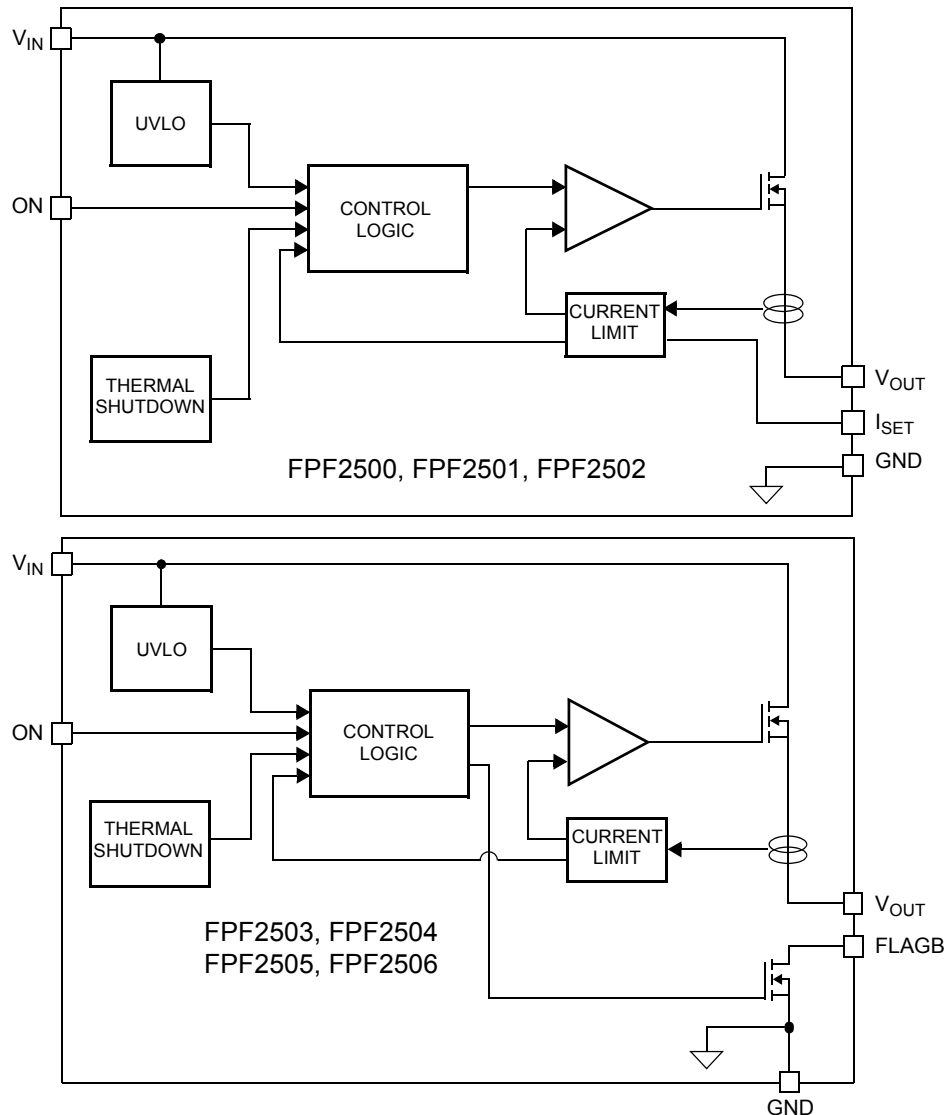 VIN
UVLO
ON
CONTROL
LOGIC
CURRENT
LIMIT
THERMAL
SHUTDOWN
VOUT
ISET
GND
FPF2500, FPF2501, FPF2502
VIN
UVLO
ON
CONTROL
LOGIC
THERMAL
SHUTDOWN
CURRENT
LIMIT
VOUT
FLAGB
FPF2503, FPF2504
FPF2505, FPF2506
GND